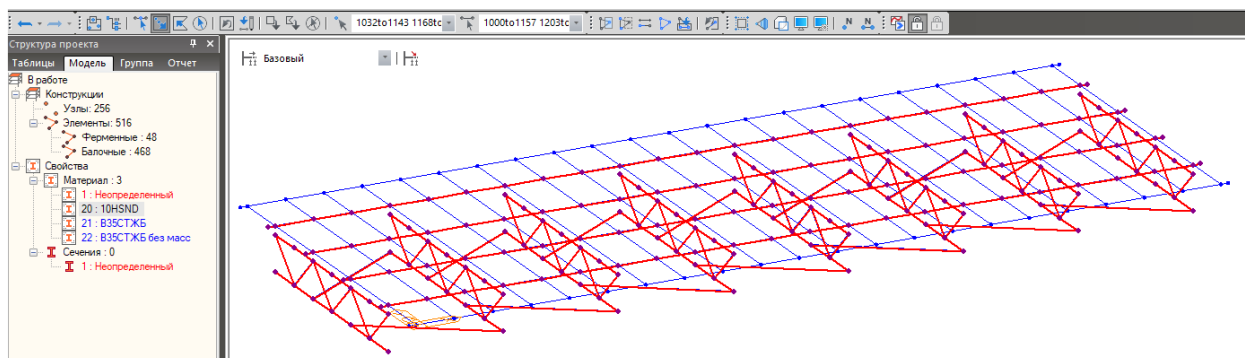 1032to1143 1168tc
1000to1157 1203tc
N
N
Структура проекта
Таблицы Модель Группа Отчет
Базовый
В работе
Конструкции
Узлы: 256
Элементы: 516
Ферменные : 48
Балочные : 468
Свойства
Материал : 3
1 : Неопределенный
20 : 10HSND
21 : В35СТЖБ
22 : В35СТЖБ без масс
Сечения : 0
1 : Неопределенный